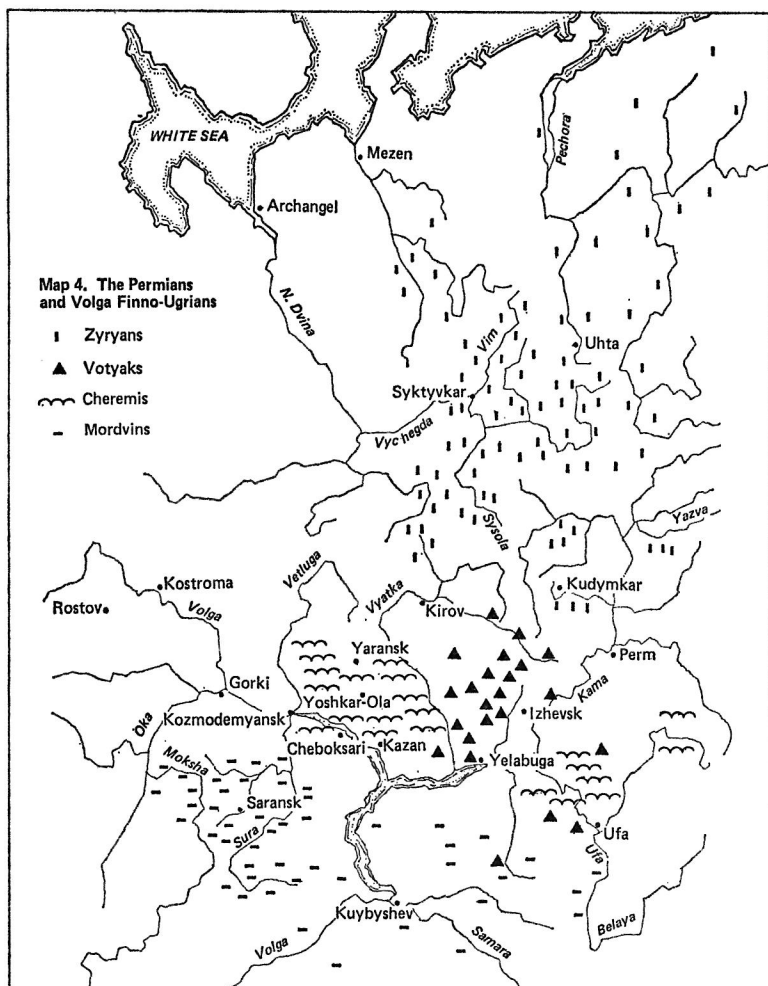 WHITE SEA
Mezen
Pechora
Archangel
Map 4. The Permians
and Volga Finno-Ugrians
Zyryans
Votyaks
Cheremis
Mordvins
N. Dvina
Vim
Uhta
Syktyvkar
Vychegda
Sysola
Yazva
Vetluga
Kostroma
Rostov
Volga
Vyatka
Kirov
Kudymkar
Yaransk
Perm
Gorki
Yoshkar-Ola
Kama
Oka
Kozmodemyansk
Izhevsk
Cheboksari
Kazan
Moksha
Yelabuga
Saransk
Sura
Ufa
Ufa
Kuybyshev
Volga
Samara
Belaya